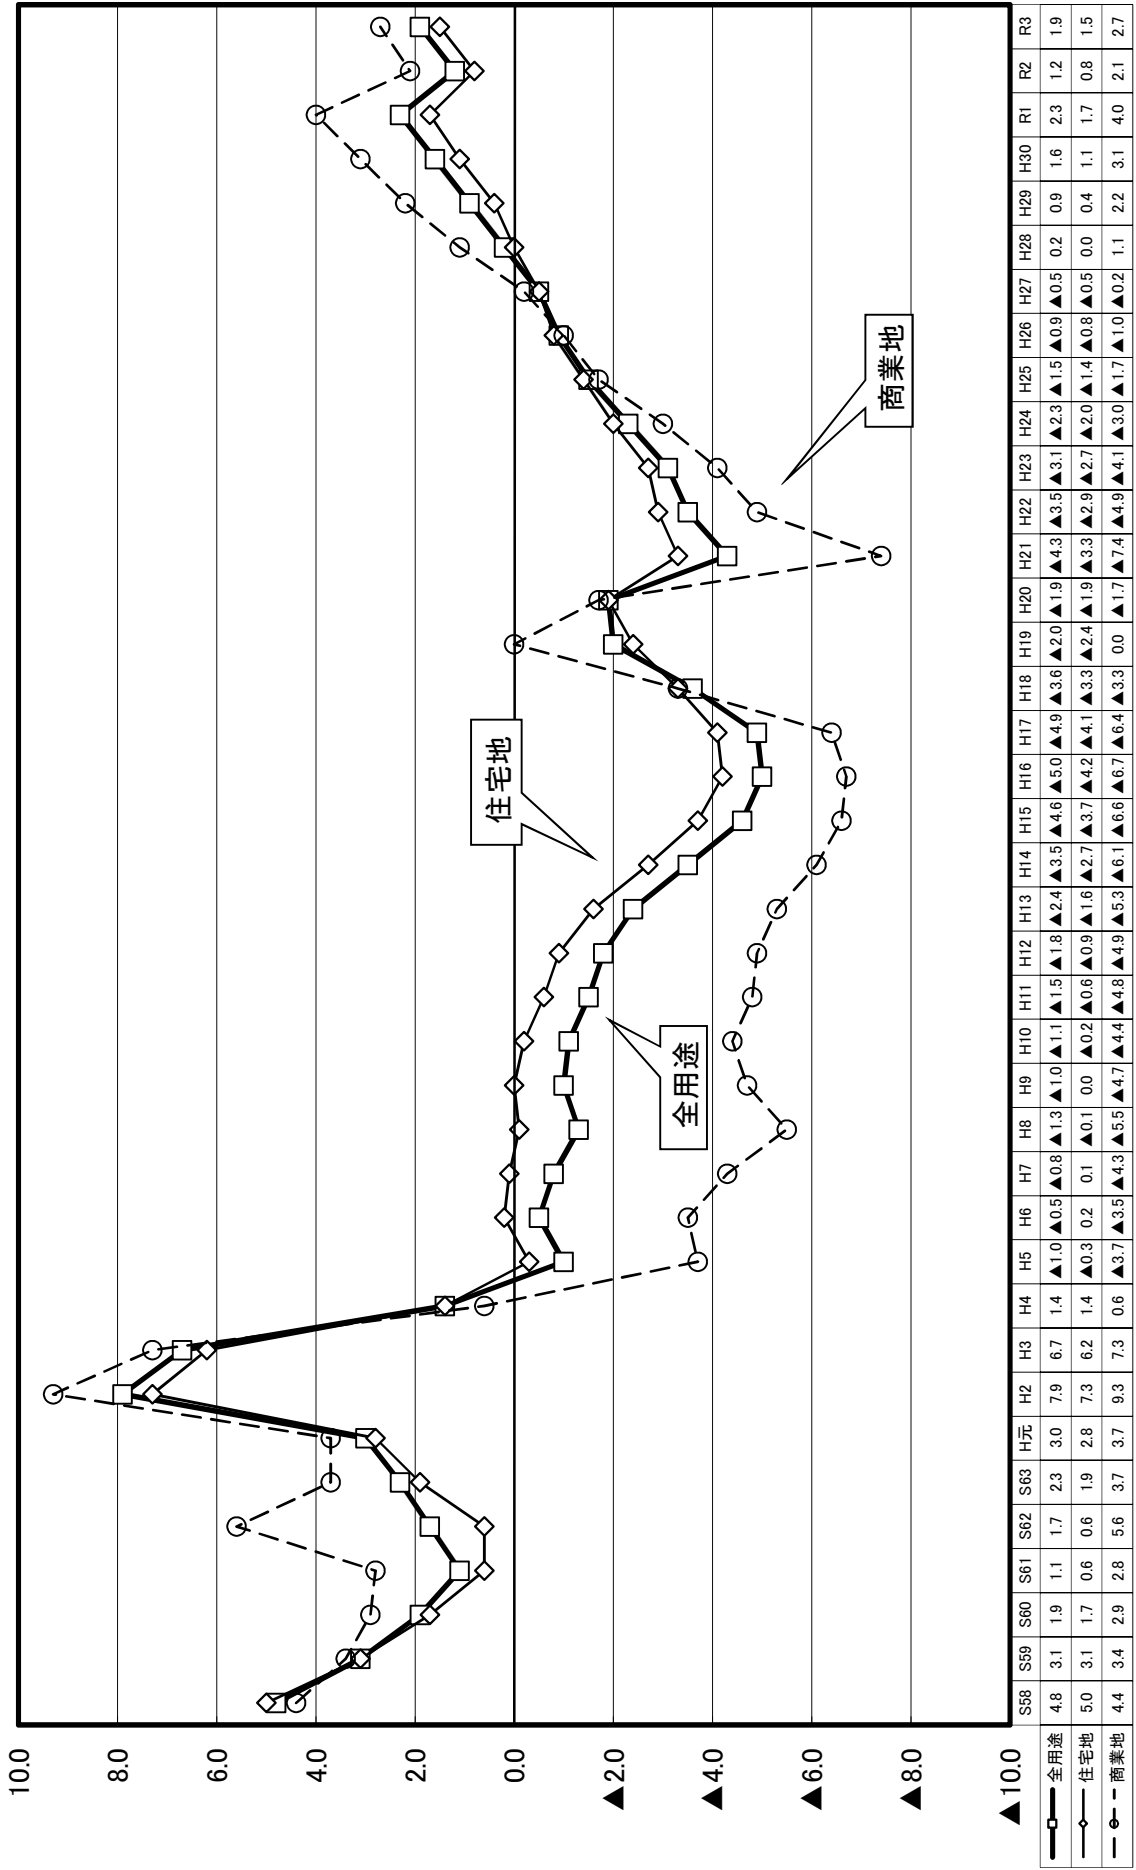 10.0
8.0
6.0
4.0
2.0
0.0
▲ 2.0
▲ 4.0
▲ 6.0
▲ 8.0
▲ 10.0
住宅地
商業地
全用途
S58 S59 S60 S61 S62 S63 H元 H2 H3 H4 H5 H6 H7 H8 H9 H10 H11 H12 H13 H14 H15 H16 H17 H18 H19 H20 H21 H22 H23 H24 H25 H26 H27 H28 H29 H30 R1 R2 R3
全用途 4.8 3.1 1.9 1.1 1.7 2.3 3.0 7.9 6.7 1.4 ▲1.0 ▲0.5 ▲0.8 ▲1.3 ▲1.0 ▲1.1 ▲1.5 ▲1.8 ▲2.4 ▲3.5 ▲4.6 ▲5.0 ▲4.9 ▲3.6 ▲2.0 ▲1.9 ▲4.3 ▲3.5 ▲3.1 ▲2.3 ▲1.5 ▲0.9 ▲0.5 0.2 0.9 1.6 2.3 1.2 1.9
住宅地 5.0 3.1 1.7 0.6 0.6 1.9 2.8 7.3 6.2 1.4 ▲0.3 0.2 0.1 ▲0.1 0.0 ▲0.2 ▲0.6 ▲0.9 ▲1.6 ▲2.7 ▲3.7 ▲4.2 ▲4.1 ▲3.3 ▲2.4 ▲1.9 ▲3.3 ▲2.9 ▲2.7 ▲2.0 ▲1.4 ▲0.8 ▲0.5 0.0 0.4 1.1 1.7 0.8 1.5
商業地 4.4 3.4 2.9 2.8 5.6 3.7 3.7 9.3 7.3 0.6 ▲3.7 ▲3.5 ▲4.3 ▲5.5 ▲4.7 ▲4.4 ▲4.8 ▲4.9 ▲5.3 ▲6.1 ▲6.6 ▲6.7 ▲6.4 ▲3.3 0.0 ▲1.7 ▲7.4 ▲4.9 ▲4.1 ▲3.0 ▲1.7 ▲1.0 ▲0.2 1.1 2.2 3.1 4.0 2.1 2.7